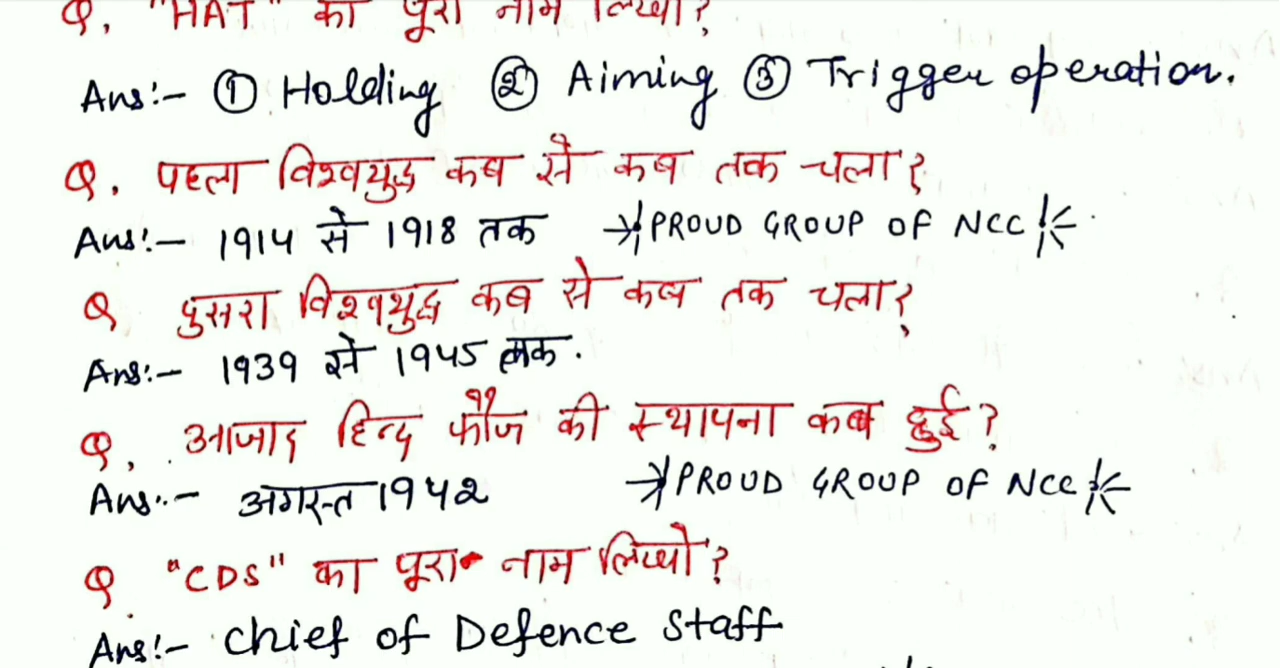 Q. "HAT" का पूरा नाम लिखो?
Ans:- ① Holding ② Aiming ③ Trigger operation.
Q. पहला विश्वयुद्ध कब से कब तक चला?
Ans:- 1914 से 1918 तक → PROUD GROUP OF NCC
Q दुसरा विश्वयुद्ध कब से कब तक चला?
Ans:- 1939 से 1945 तक.
Q. आजाद हिन्द फौज की स्थापना कब हुई?
Ans:- अगस्त 1942 → PROUD GROUP OF NCC
Q "CDS" का पूरा नाम लिखो?
Ans:- Chief of Defence Staff